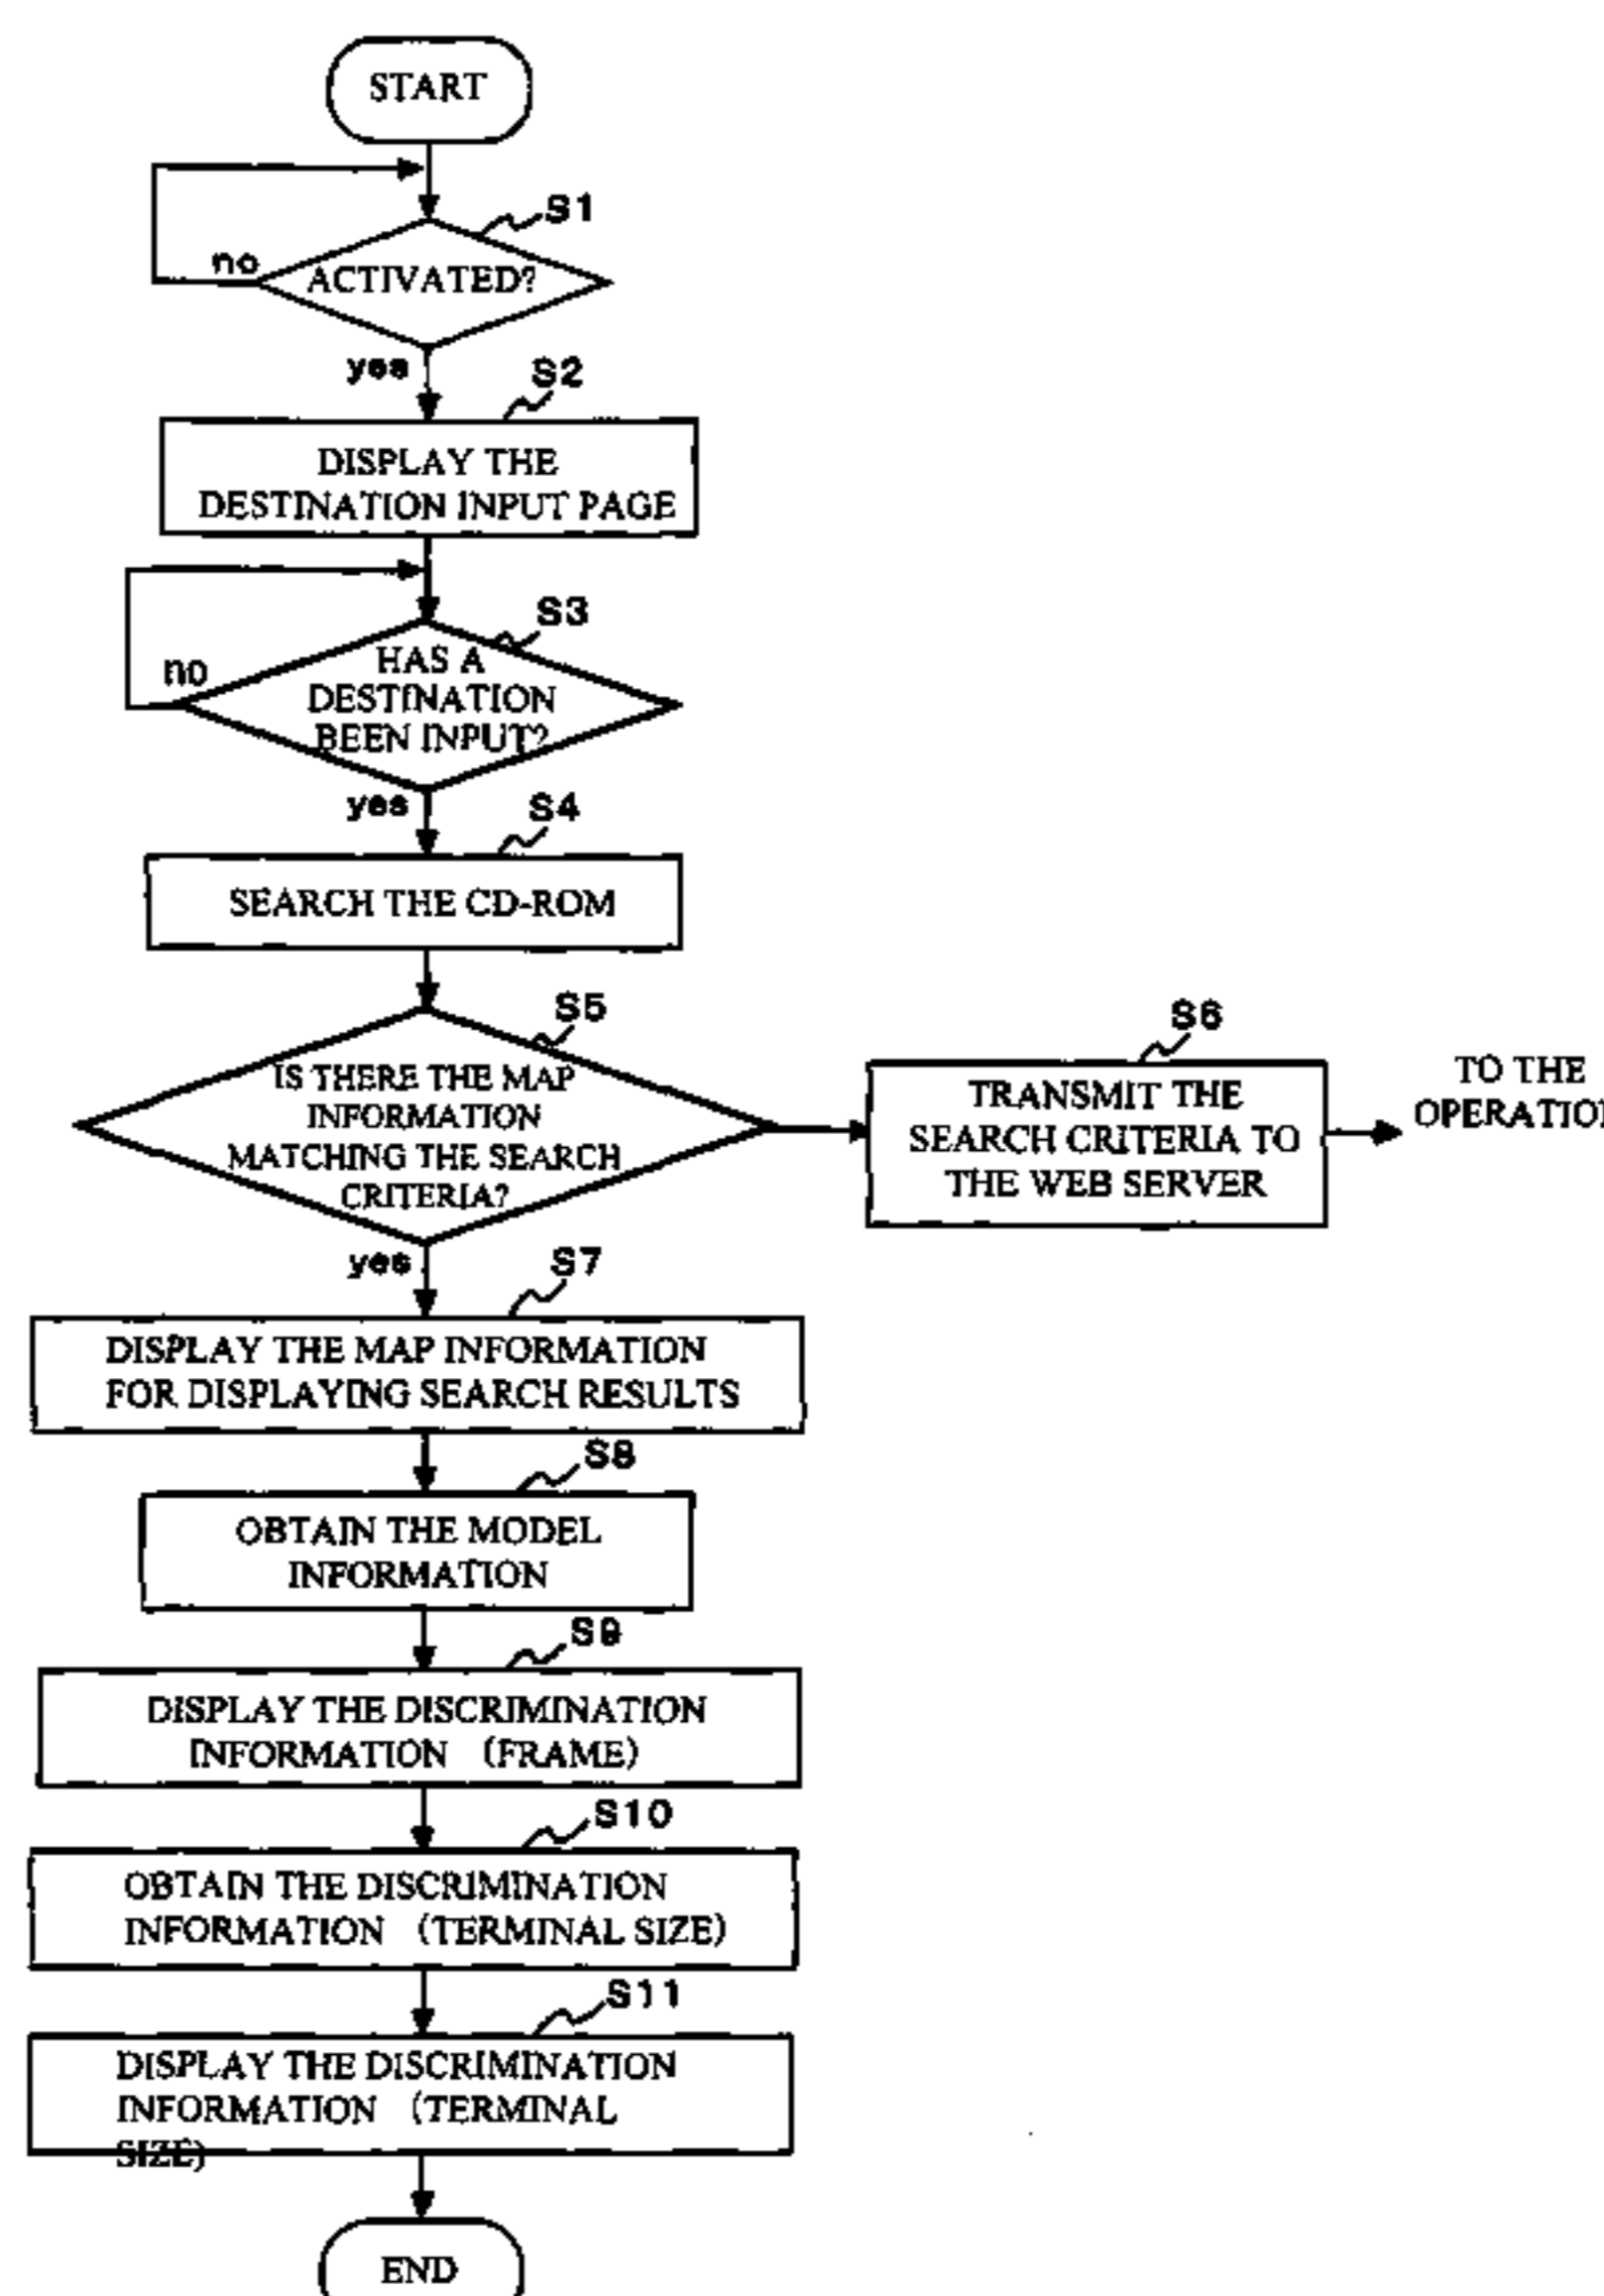 START
S1
no
ACTIVATED?
yes
S2
DISPLAY THE
DESTINATION INPUT PAGE
S3
no
HAS A
DESTINATION
BEEN INPUT?
yes
S4
SEARCH THE CD-ROM
S5
IS THERE THE MAP
INFORMATION
MATCHING THE SEARCH
CRITERIA?
S6
TRANSMIT THE
SEARCH CRITERIA TO
THE WEB SERVER
TO THE
OPERATION
yes
S7
DISPLAY THE MAP INFORMATION
FOR DISPLAYING SEARCH RESULTS
S8
OBTAIN THE MODEL
INFORMATION
S9
DISPLAY THE DISCRIMINATION
INFORMATION (FRAME)
S10
OBTAIN THE DISCRIMINATION
INFORMATION (TERMINAL SIZE)
S11
DISPLAY THE DISCRIMINATION
INFORMATION (TERMINAL
SIZE)
END